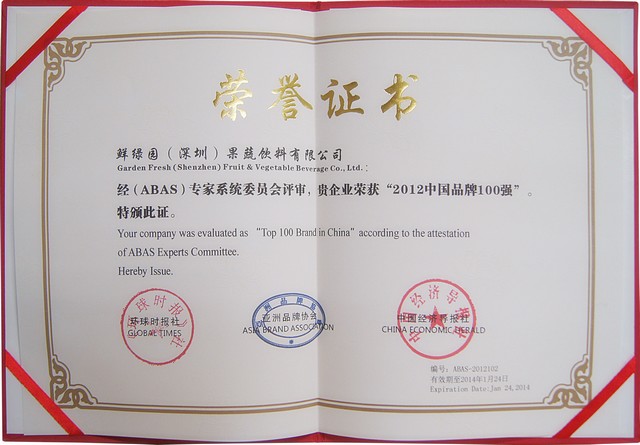 荣誉证书
鲜绿园（深圳）果蔬饮料有限公司
Garden Fresh (Shenzhen) Fruit & Vegetable Beverage Co., Ltd.:
经（ABAS）专家系统委员会评审，贵企业荣获“2012中国品牌100强”。
特颁此证。
Your company was evaluated as “Top 100 Brand in China” according to the attestation
of ABAS Experts Committee.
Hereby Issue.
环球时报社
GLOBAL TIMES
亚洲品牌协会
ASIA BRAND ASSOCIATION
中国经济导报社
CHINA ECONOMIC HERALD
编号：ABAS-2012102
有效期至2014年1月24日
Expiration Date:Jan 24,2014